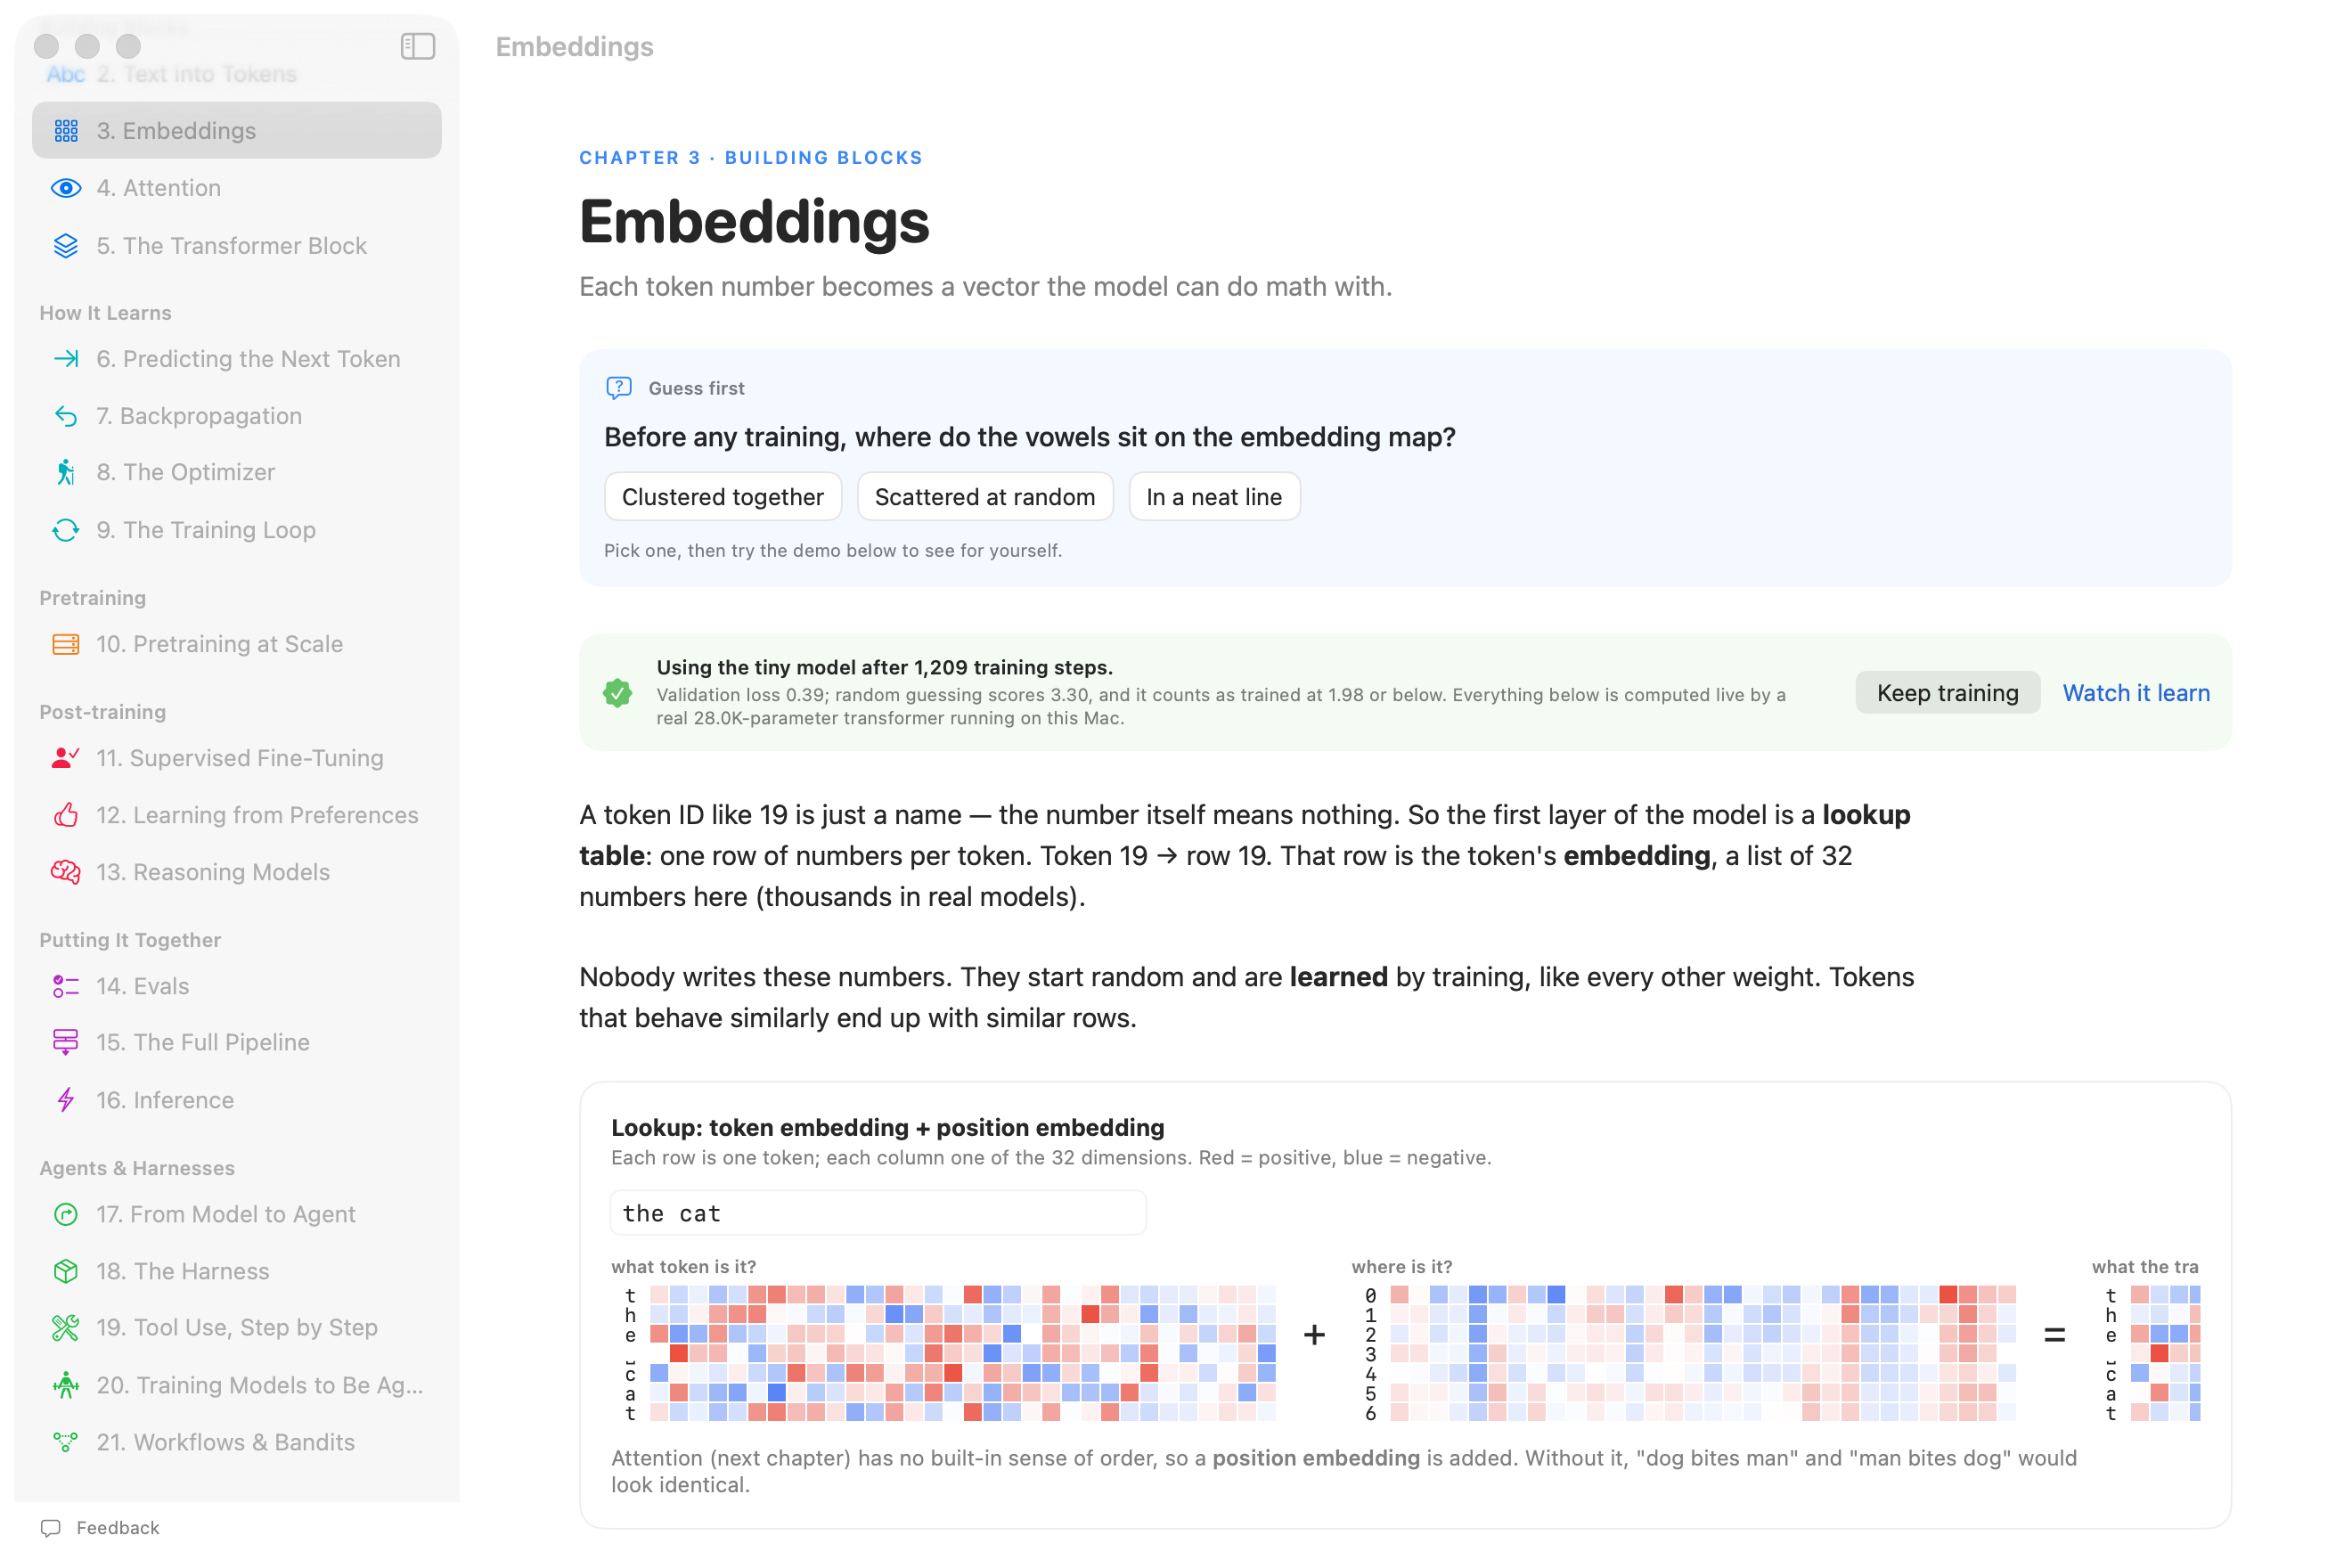 Abc 2. Text into Tokens
3. Embeddings
4. Attention
5. The Transformer Block
How It Learns
6. Predicting the Next Token
7. Backpropagation
8. The Optimizer
9. The Training Loop
Pretraining
10. Pretraining at Scale
Post-training
11. Supervised Fine-Tuning
12. Learning from Preferences
13. Reasoning Models
Putting It Together
14. Evals
15. The Full Pipeline
16. Inference
Agents & Harnesses
17. From Model to Agent
18. The Harness
19. Tool Use, Step by Step
20. Training Models to Be Ag...
21. Workflows & Bandits
Feedback
Embeddings
CHAPTER 3 · BUILDING BLOCKS
Embeddings
Each token number becomes a vector the model can do math with.
Guess first
Before any training, where do the vowels sit on the embedding map?
Clustered together Scattered at random In a neat line
Pick one, then try the demo below to see for yourself.
Using the tiny model after 1,209 training steps.
Validation loss 0.39; random guessing scores 3.30, and it counts as trained at 1.98 or below. Everything below is computed live by a
real 28.0K-parameter transformer running on this Mac.
Keep training Watch it learn
A token ID like 19 is just a name — the number itself means nothing. So the first layer of the model is a lookup
table: one row of numbers per token. Token 19 → row 19. That row is the token's embedding, a list of 32
numbers here (thousands in real models).
Nobody writes these numbers. They start random and are learned by training, like every other weight. Tokens
that behave similarly end up with similar rows.
Lookup: token embedding + position embedding
Each row is one token; each column one of the 32 dimensions. Red = positive, blue = negative.
the cat
what token is it? where is it? what the tra
t 0 t
h 1 h
e 2 e
␣ + 3 = ␣
c 4 c
a 5 a
t 6 t
Attention (next chapter) has no built-in sense of order, so a position embedding is added. Without it, "dog bites man" and "man bites dog" would
look identical.